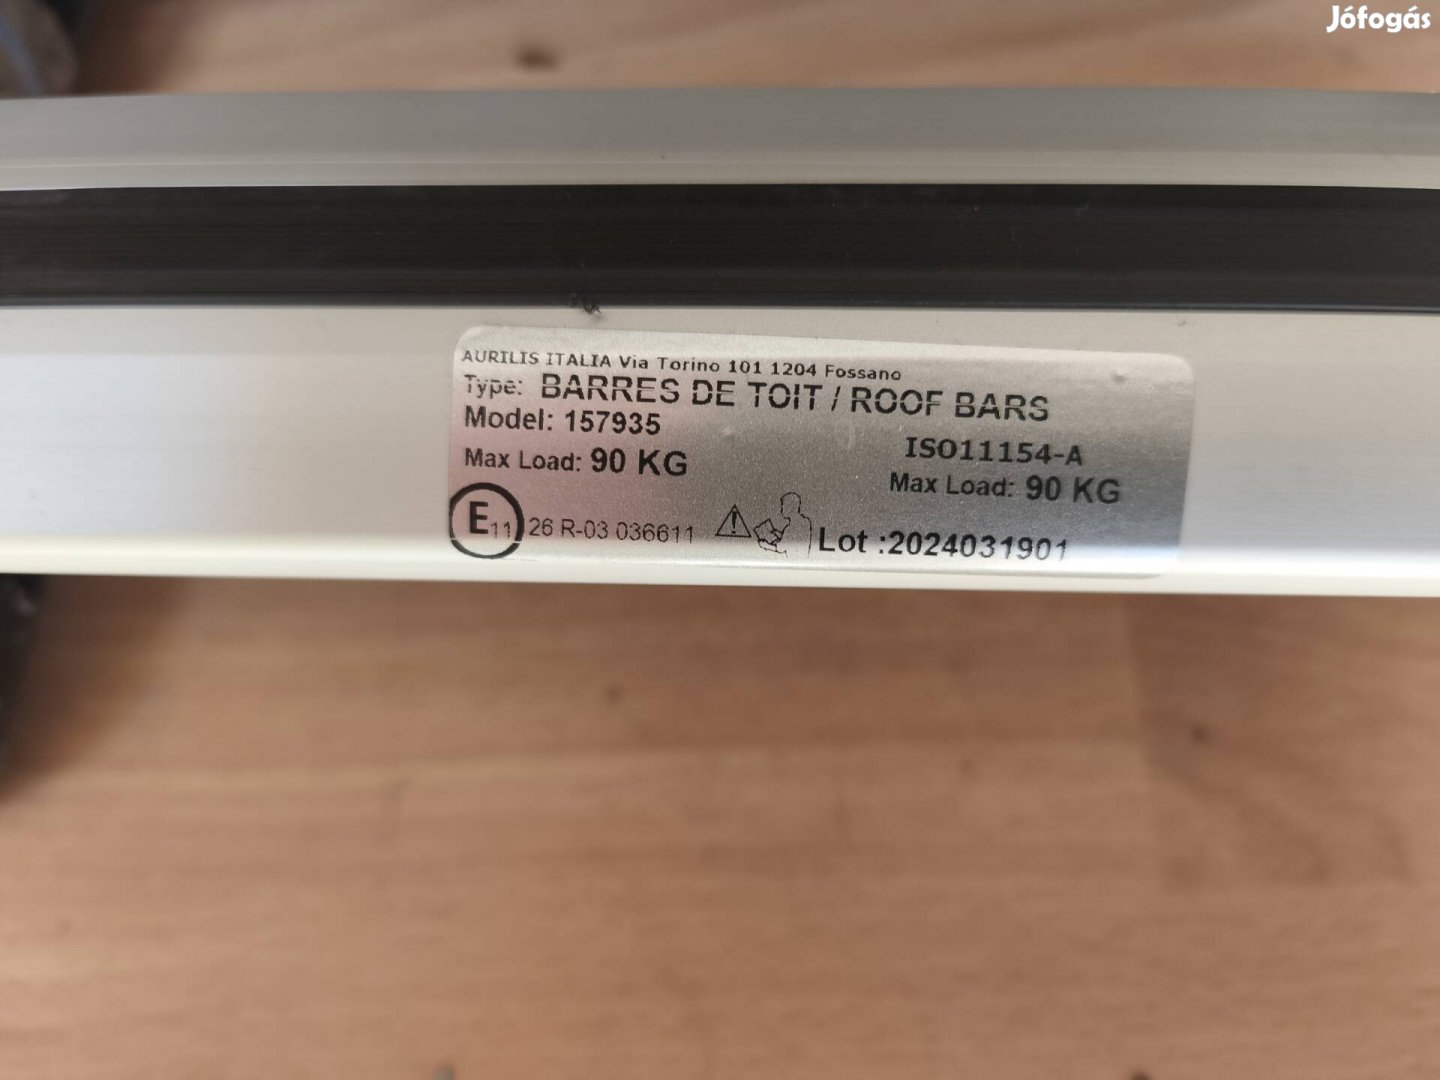 Jófogás
AURILIS ITALIA Via Torino 101 1204 Fossano
Type: BARRES DE TOIT / ROOF BARS
Model: 157935
ISO11154-A
Max Load: 90 KG
Max Load: 90 KG
E11 26 R-03 036611
Lot :2024031901